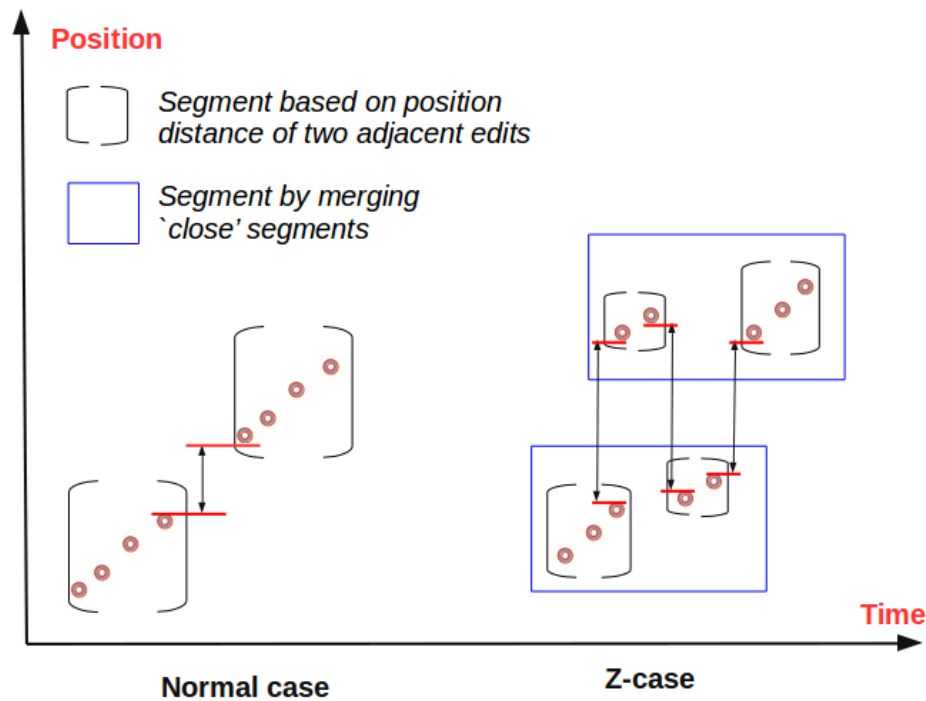 Position
Segment based on position
distance of two adjacent edits
Segment by merging
`close' segments
Time
Normal case
Z-case